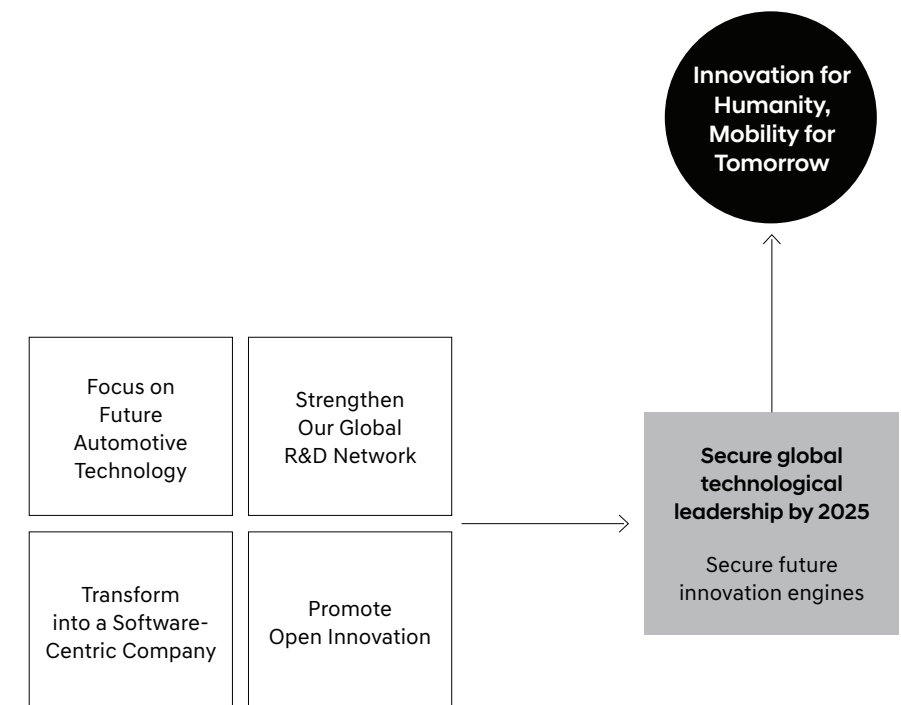 Innovation for
Humanity,
Mobility for
Tomorrow
Focus on
Future
Automotive
Technology
Strengthen
Our Global
R&D Network
Transform
into a Software-
Centric Company
Promote
Open Innovation
Secure global
technological
leadership by 2025
Secure future
innovation engines